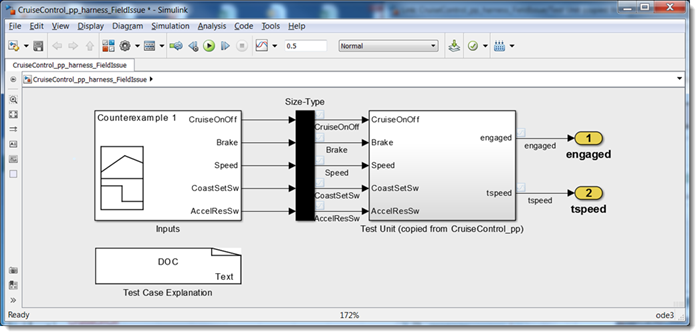 CruiseControl_pp_harness_FieldIssue * - Simulink
File Edit View Display Diagram Simulation Analysis Code Tools Help
0.5 Normal
CruiseControl_pp_harness_FieldIssue
CruiseControl_pp_harness_FieldIssue
Size-Type
Counterexample 1 CruiseOnOff CruiseOnOff
CruiseOnOff engaged 1
Brake Brake engaged
Brake engaged
Speed Speed
Speed
CoastSetSw CoastSetSw tspeed 2
CoastSetSw tspeed
AccelResSw AccelResSw tspeed
AccelResSw
Inputs Test Unit (copied from CruiseControl_pp)
DOC
Text
Test Case Explanation
Ready 172% ode3